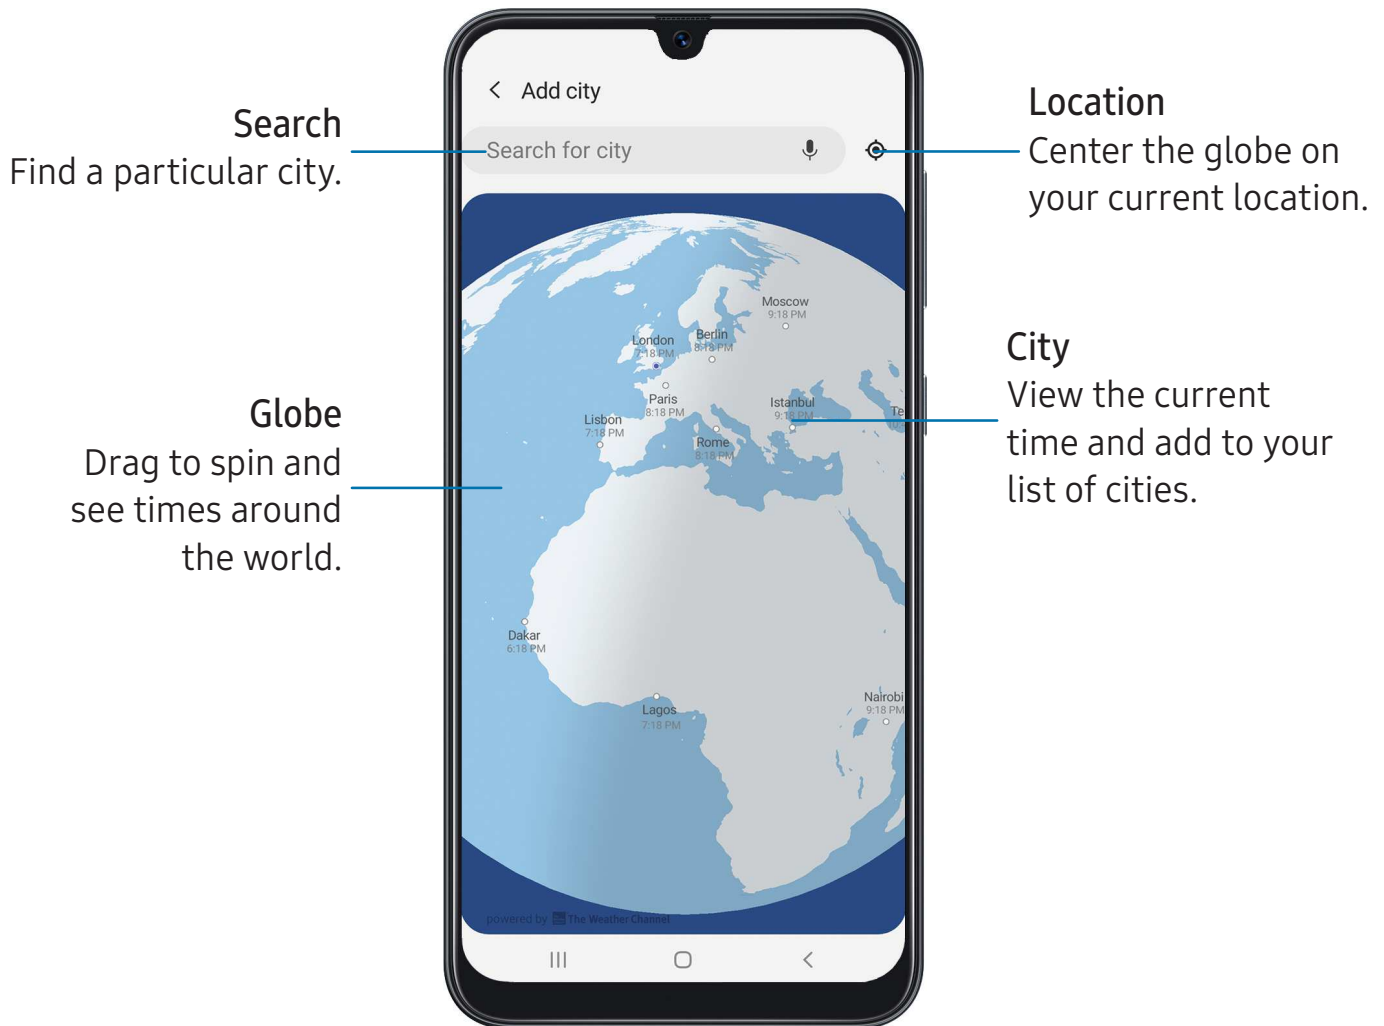 Add city
Search for city
Search
Find a particular city.
Location
Center the globe on
your current location.
Moscow
9:18 PM
London
7:18 PM
Berlin
8:18 PM
Paris
8:18 PM
Istanbul
9:18 PM
City
View the current
time and add to your
list of cities.
Globe
Drag to spin and
see times around
the world.
Lisbon
7:18 PM
Rome
8:18 PM
Dakar
6:18 PM
Lagos
7:18 PM
Nairobi
9:18 PM
powered by The Weather Channel